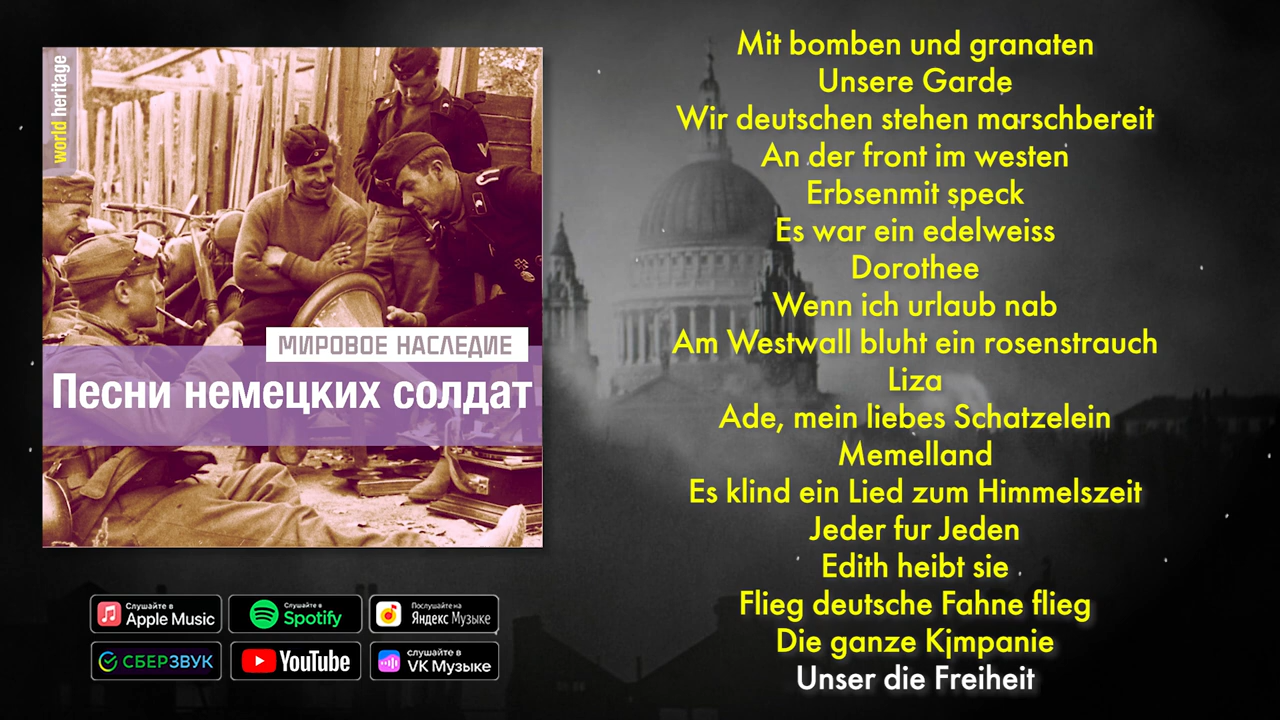 world heritage
МИРОВОЕ НАСЛЕДИЕ
Песни немецких солдат
Слушайте в
Apple Music
Слушайте в
Spotify
Послушайте на
Яндекс Музыке
СБЕРЗВУК
YouTube
слушайте в
VK Музыке
Mit bomben und granaten
Unsere Garde
Wir deutschen stehen marschbereit
An der front im westen
Erbsenmit speck
Es war ein edelweiss
Dorothee
Wenn ich urlaub nab
Am Westwall bluht ein rosenstrauch
Liza
Ade, mein liebes Schatzelein
Memelland
Es klind ein Lied zum Himmelszeit
Jeder fur Jeden
Edith heibt sie
Flieg deutsche Fahne flieg
Die ganze Kjmpanie
Unser die Freiheit